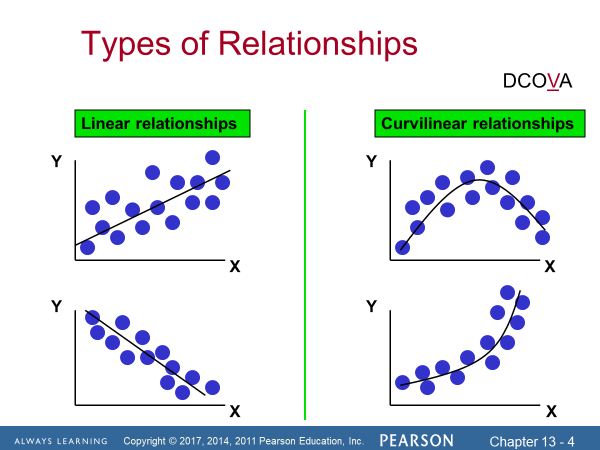 Types of Relationships
DCOVA
Linear relationships
Curvilinear relationships
Y
X
Y
X
Y
X
Y
X
ALWAYS LEARNING
Copyright © 2017, 2014, 2011 Pearson Education, Inc.
PEARSON
Chapter 13 - 4